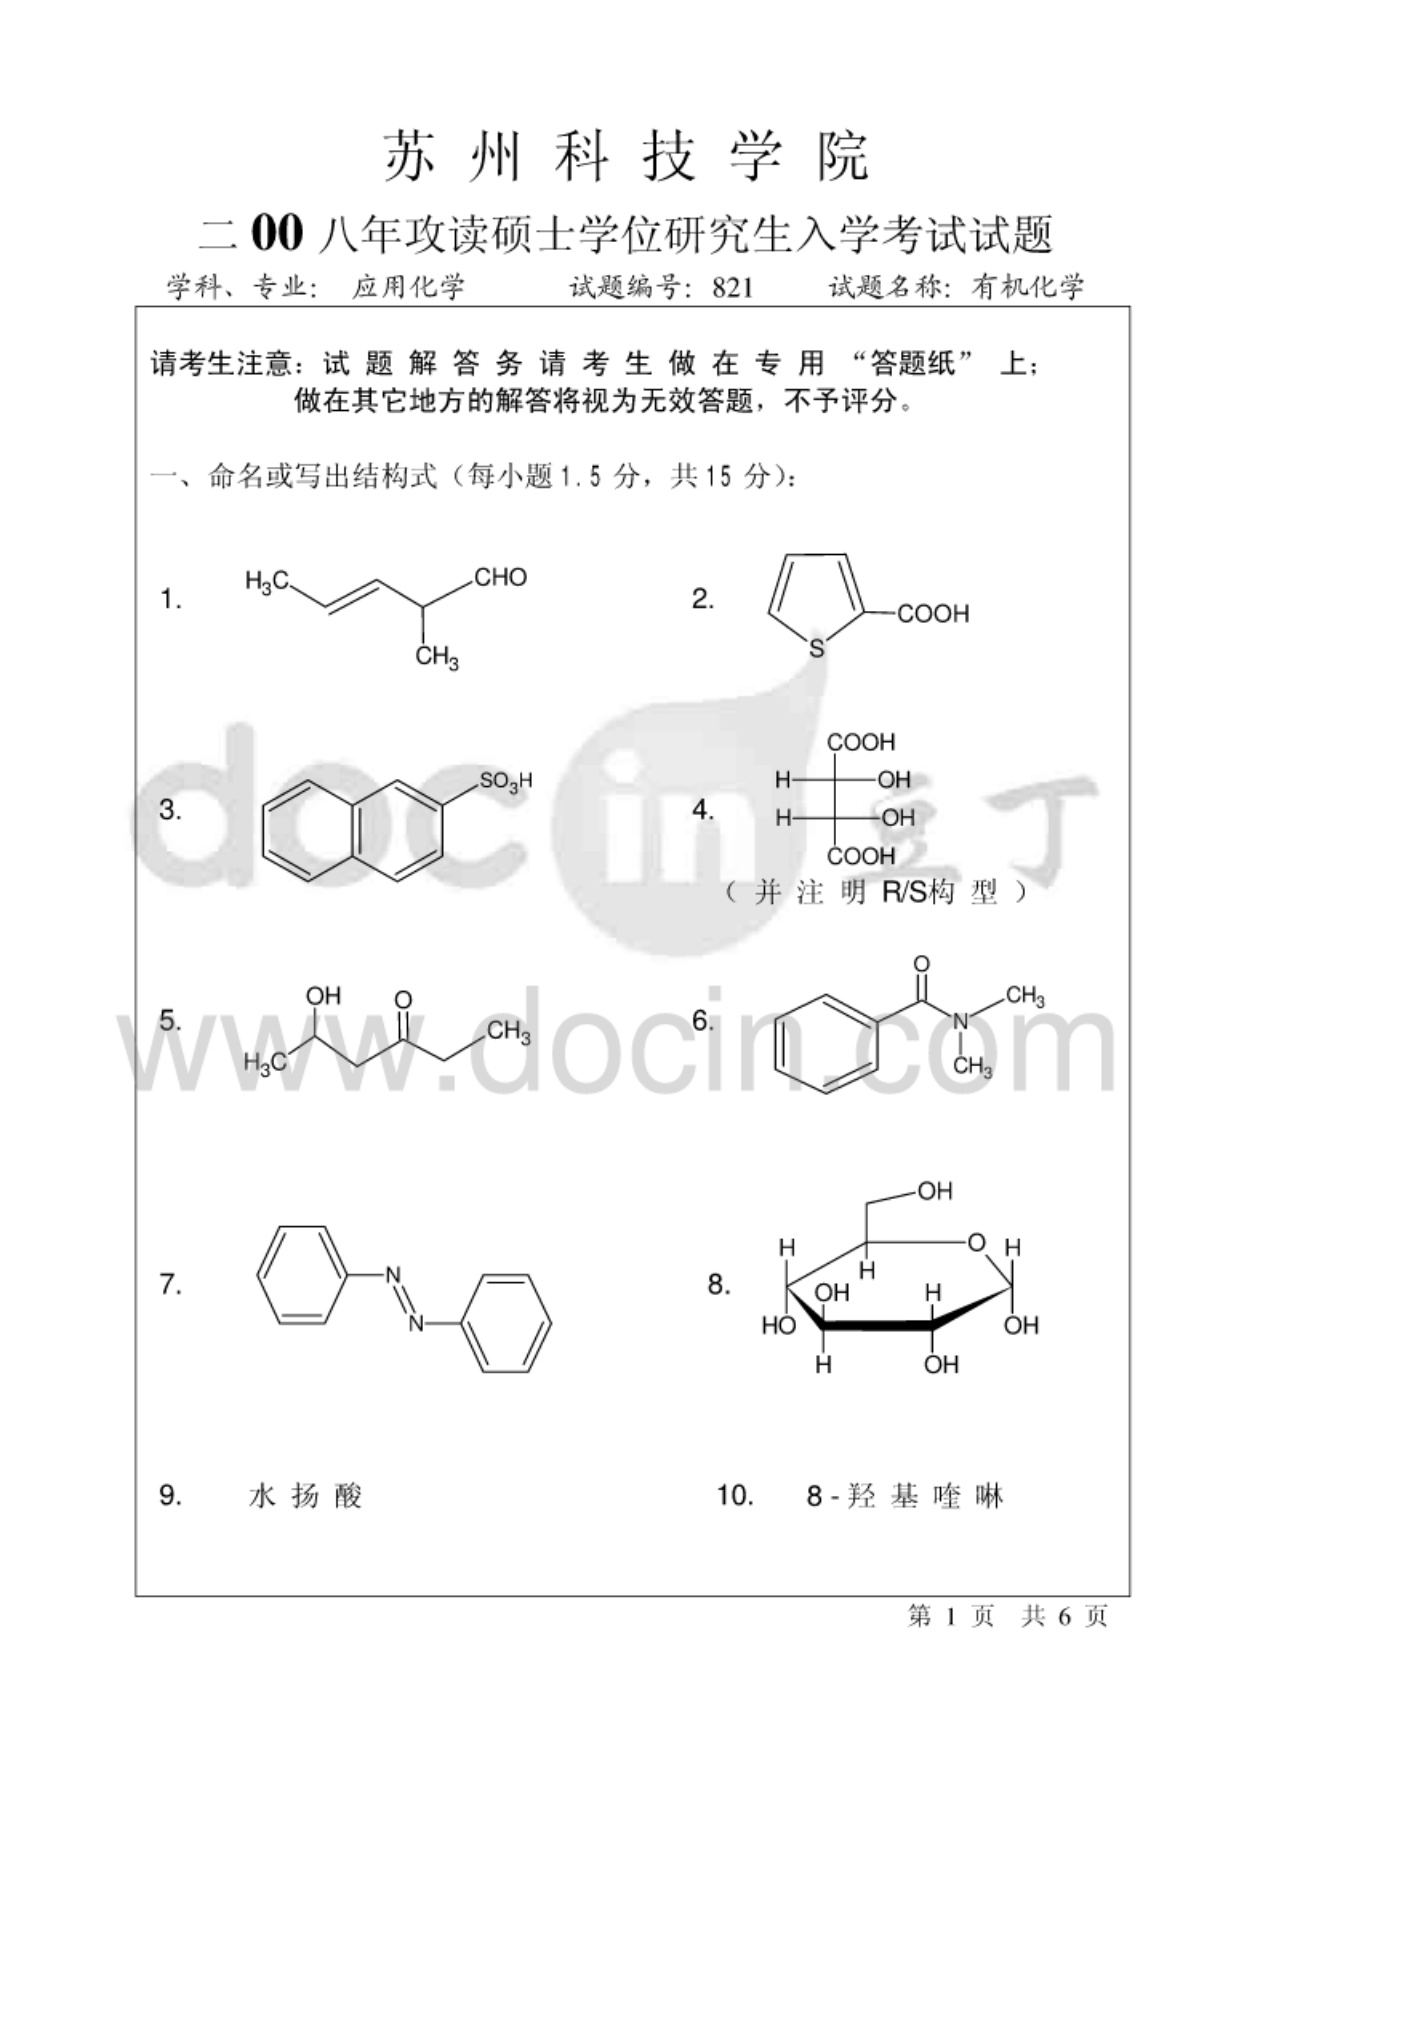 苏 州 科 技 学 院
二 00 八年攻读硕士学位研究生入学考试试题
学科、专业： 应用化学 试题编号：821 试题名称：有机化学
请考生注意：试 题 解 答 务 请 考 生 做 在 专 用 “答题纸” 上；
做在其它地方的解答将视为无效答题，不予评分。
一、命名或写出结构式（每小题1.5 分，共15 分）：
1. H3C CHO CH3
2. S COOH
3. SO3H
4. COOH H OH H OH COOH
（ 并 注 明 R/S构 型 ）
5. OH O H3C CH3
6. O N CH3 CH3
7. N N
8. OH H O H H OH H HO OH H OH
9. 水 扬 酸
10. 8 - 羟 基 喹 啉
第 1 页 共 6 页
docin 豆丁
www.docin.com